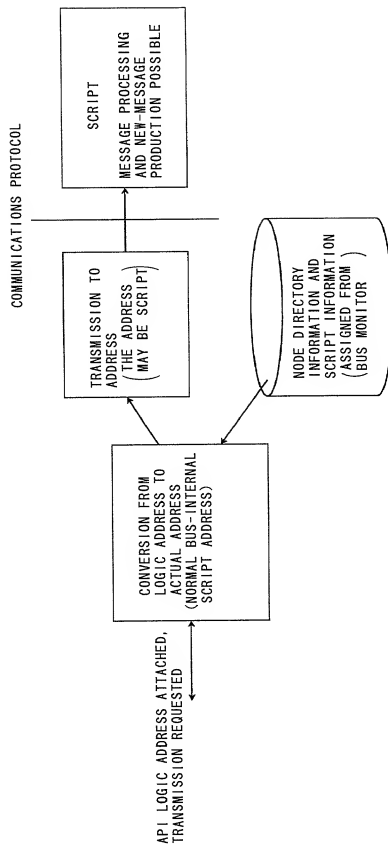 API LOGIC ADDRESS ATTACHED,
TRANSMISSION REQUESTED
CONVERSION FROM
LOGIC ADDRESS TO
ACTUAL ADDRESS
(NORMAL BUS-INTERNAL
SCRIPT ADDRESS)
TRANSMISSION TO
ADDRESS
(THE ADDRESS
MAY BE SCRIPT)
NODE DIRECTORY
INFORMATION AND
SCRIPT INFORMATION
(ASSIGNED FROM
BUS MONITOR)
COMMUNICATIONS PROTOCOL
SCRIPT
MESSAGE PROCESSING
AND NEW-MESSAGE
PRODUCTION POSSIBLE